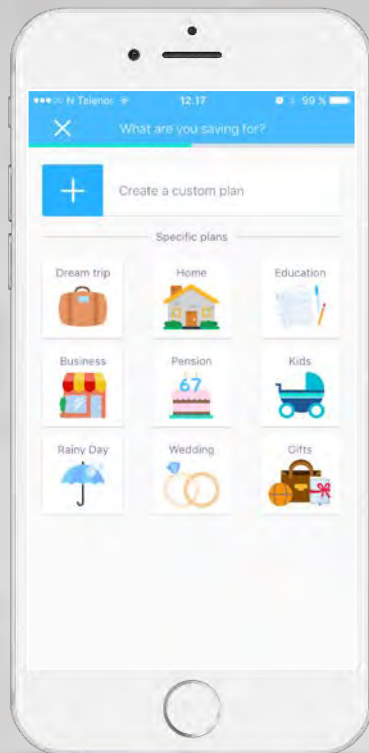 N Telenor 12.17 99 %
What are you saving for?
Create a custom plan
Specific plans
Dream trip Home Education
Business Pension Kids
67
Rainy Day Wedding Gifts